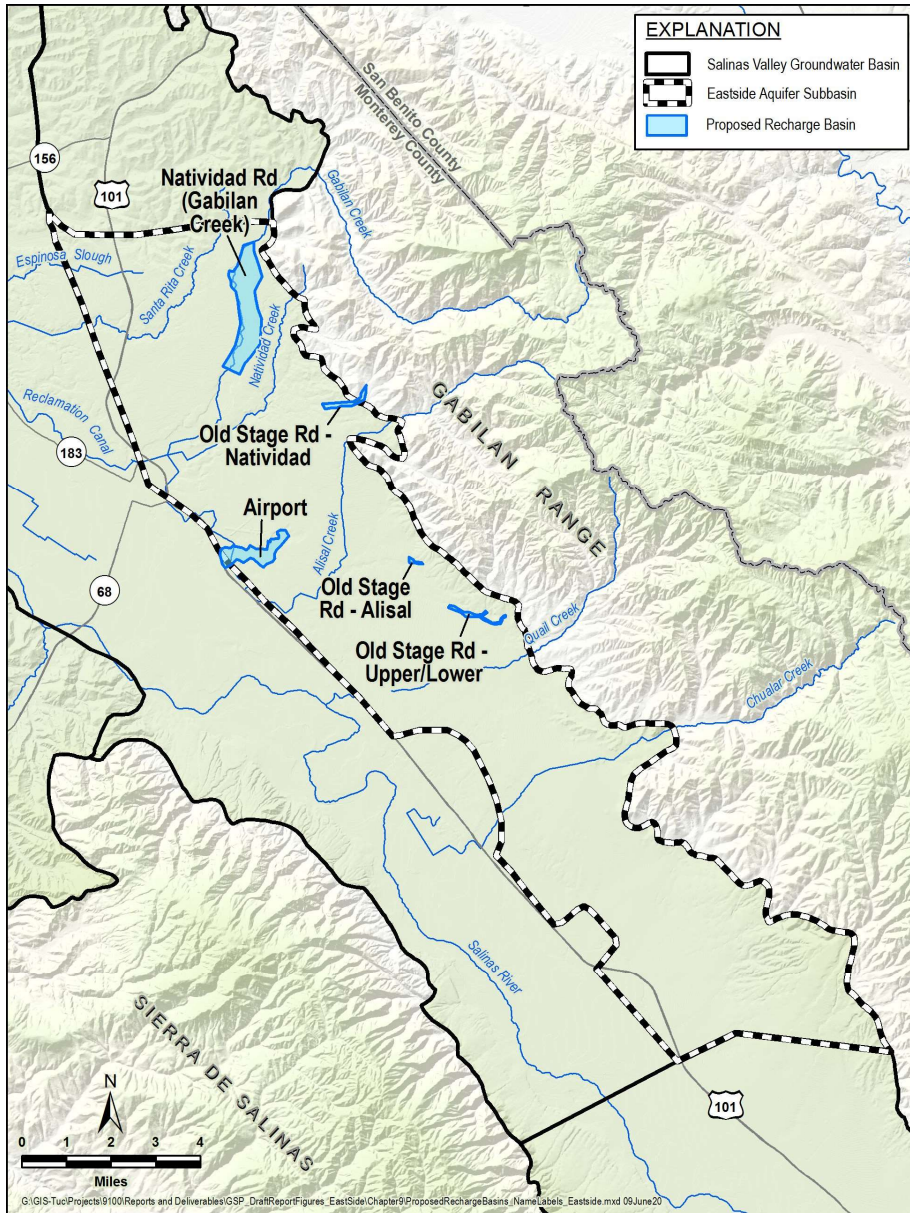 EXPLANATION
Salinas Valley Groundwater Basin
Eastside Aquifer Subbasin
Proposed Recharge Basin
San Benito County
Monterey County
156
101
Natividad Rd
(Gabilan
Creek)
Gabilan Creek
Espinosa Slough
Santa Rita Creek
Natividad Creek
Reclamation Canal
183
Old Stage Rd -
Natividad
GABILAN
RANGE
Airport
Alisal Creek
68
Old Stage
Rd - Alisal
Old Stage Rd -
Upper/Lower
Quail Creek
Chualar Creek
Salinas River
SIERRA DE SALINAS
101
N
0 1 2 3 4
Miles
G:\GIS-Tuc\Projects\9100\Reports and Deliverables\GSP_DraftReportFigures_EastSide\Chapter9\ProposedRechargeBasins_NameLabels_Eastside.mxd 09June20